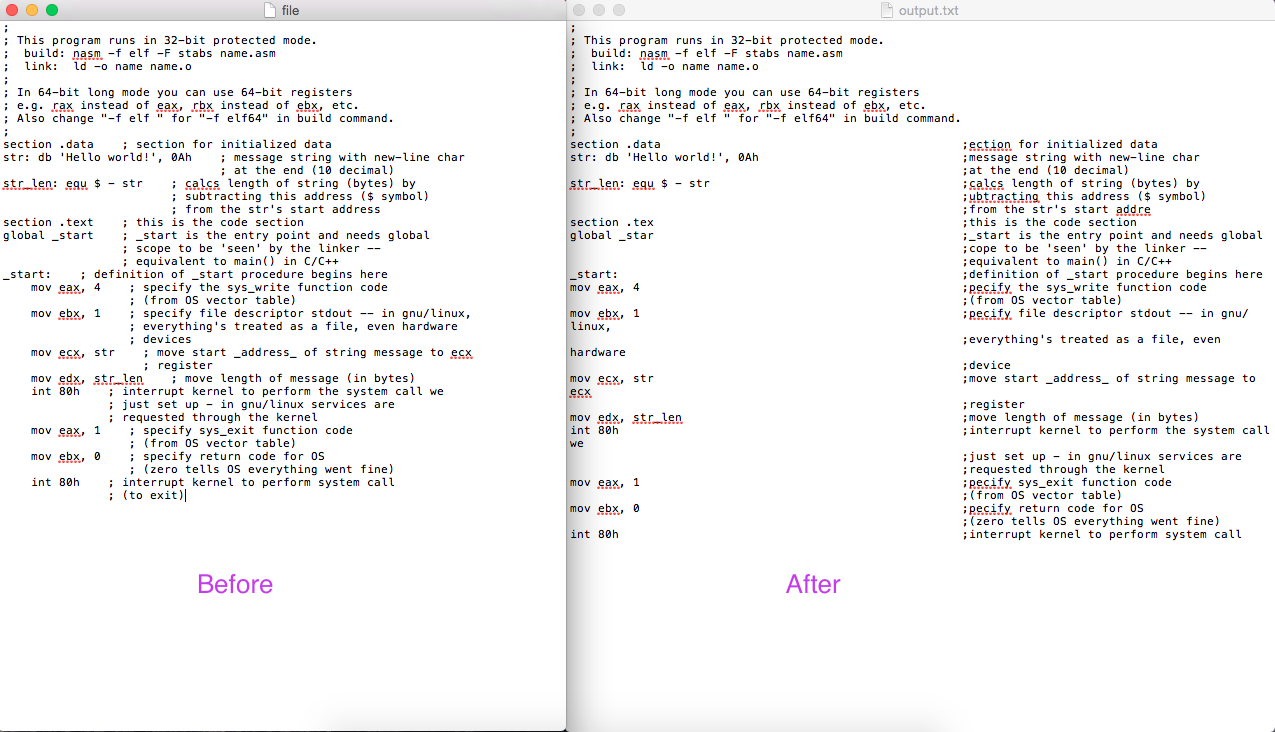 file
;
; This program runs in 32-bit protected mode.
;  build: nasm -f elf -F stabs name.asm
;  link:  ld -o name name.o
;
; In 64-bit long mode you can use 64-bit registers
; e.g. rax instead of eax, rbx instead of ebx, etc.
; Also change "-f elf " for "-f elf64" in build command.
;
section .data    ; section for initialized data
str: db 'Hello world!', 0Ah    ; message string with new-line char
                               ; at the end (10 decimal)
str_len: equ $ - str    ; calcs length of string (bytes) by
                        ; subtracting this address ($ symbol)
                        ; from the str's start address
section .text    ; this is the code section
global _start    ; _start is the entry point and needs global
                 ; scope to be 'seen' by the linker --
                 ; equivalent to main() in C/C++
_start:    ; definition of _start procedure begins here
    mov eax, 4    ; specify the sys_write function code
                  ; (from OS vector table)
    mov ebx, 1    ; specify file descriptor stdout -- in gnu/linux,
                  ; everything's treated as a file, even hardware
                  ; devices
    mov ecx, str    ; move start _address_ of string message to ecx
                    ; register
    mov edx, str_len    ; move length of message (in bytes)
    int 80h    ; interrupt kernel to perform the system call we
               ; just set up - in gnu/linux services are
               ; requested through the kernel
    mov eax, 1    ; specify sys_exit function code
                  ; (from OS vector table)
    mov ebx, 0    ; specify return code for OS
                  ; (zero tells OS everything went fine)
    int 80h    ; interrupt kernel to perform system call
               ; (to exit)
Before
output.txt
;
; This program runs in 32-bit protected mode.
;  build: nasm -f elf -F stabs name.asm
;  link:  ld -o name name.o
;
; In 64-bit long mode you can use 64-bit registers
; e.g. rax instead of eax, rbx instead of ebx, etc.
; Also change "-f elf " for "-f elf64" in build command.
;
section .data                                           ;ection for initialized data
str: db 'Hello world!', 0Ah                             ;message string with new-line char
                                                        ;at the end (10 decimal)
str_len: equ $ - str                                    ;calcs length of string (bytes) by
                                                        ;ubtracting this address ($ symbol)
                                                        ;from the str's start addre
section .tex                                            ;this is the code section
global _star                                            ;_start is the entry point and needs global
                                                        ;cope to be 'seen' by the linker --
                                                        ;equivalent to main() in C/C++
_start:                                                 ;definition of _start procedure begins here
mov eax, 4                                              ;pecify the sys_write function code
                                                        ;(from OS vector table)
mov ebx, 1                                              ;pecify file descriptor stdout -- in gnu/
linux,
                                                        ;everything's treated as a file, even
hardware
                                                        ;device
mov ecx, str                                            ;move start _address_ of string message to
ecx
                                                        ;register
mov edx, str_len                                        ;move length of message (in bytes)
int 80h                                                 ;interrupt kernel to perform the system call
we
                                                        ;just set up - in gnu/linux services are
                                                        ;requested through the kernel
mov eax, 1                                              ;pecify sys_exit function code
                                                        ;(from OS vector table)
mov ebx, 0                                              ;pecify return code for OS
                                                        ;(zero tells OS everything went fine)
int 80h                                                 ;interrupt kernel to perform system call
After